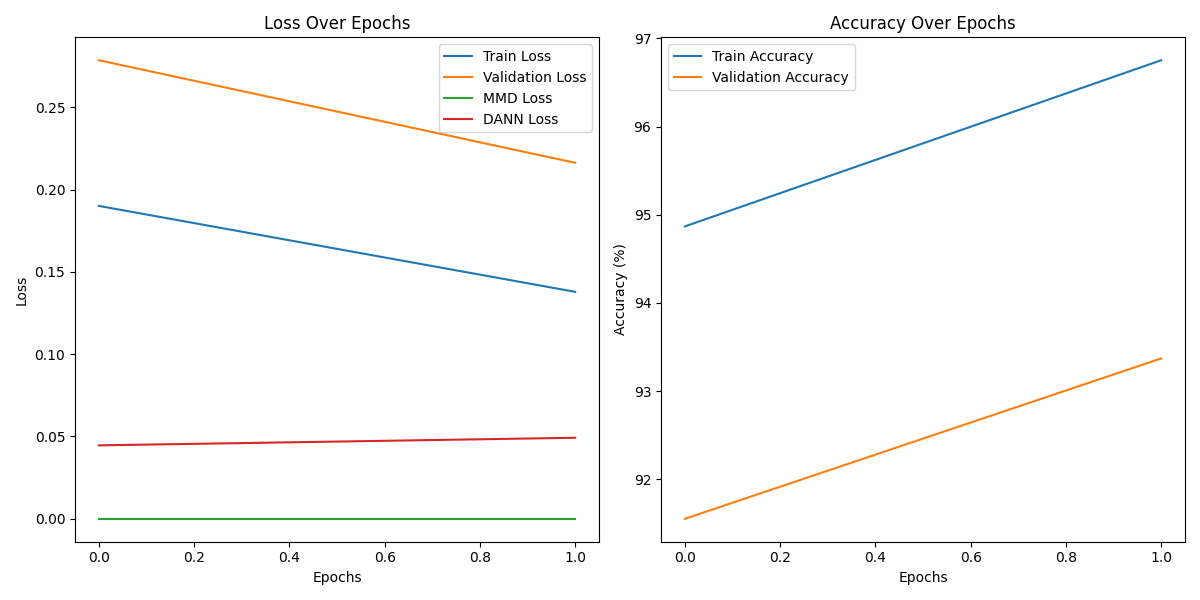 Loss Over Epochs
Train Loss
Validation Loss
MMD Loss
DANN Loss
Loss
0.25
0.20
0.15
0.10
0.05
0.00
0.0 0.2 0.4 0.6 0.8 1.0
Epochs
Accuracy Over Epochs
Train Accuracy
Validation Accuracy
Accuracy (%)
97
96
95
94
93
92
0.0 0.2 0.4 0.6 0.8 1.0
Epochs